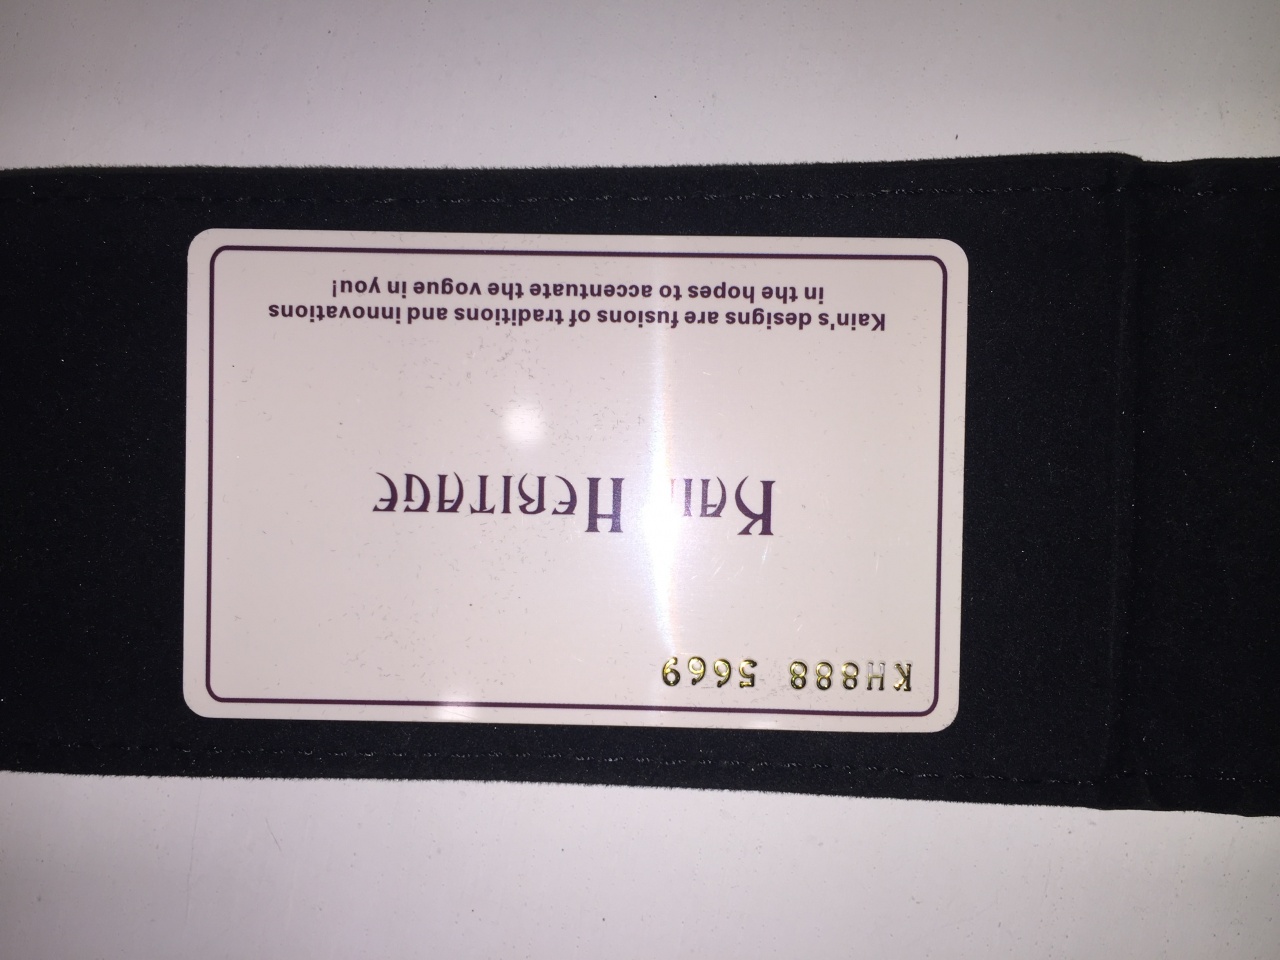 KH888 5669
KAIN HERITAGE
Kain's designs are fusions of traditions and innovations
in the hopes to accentuate the vogue in you!